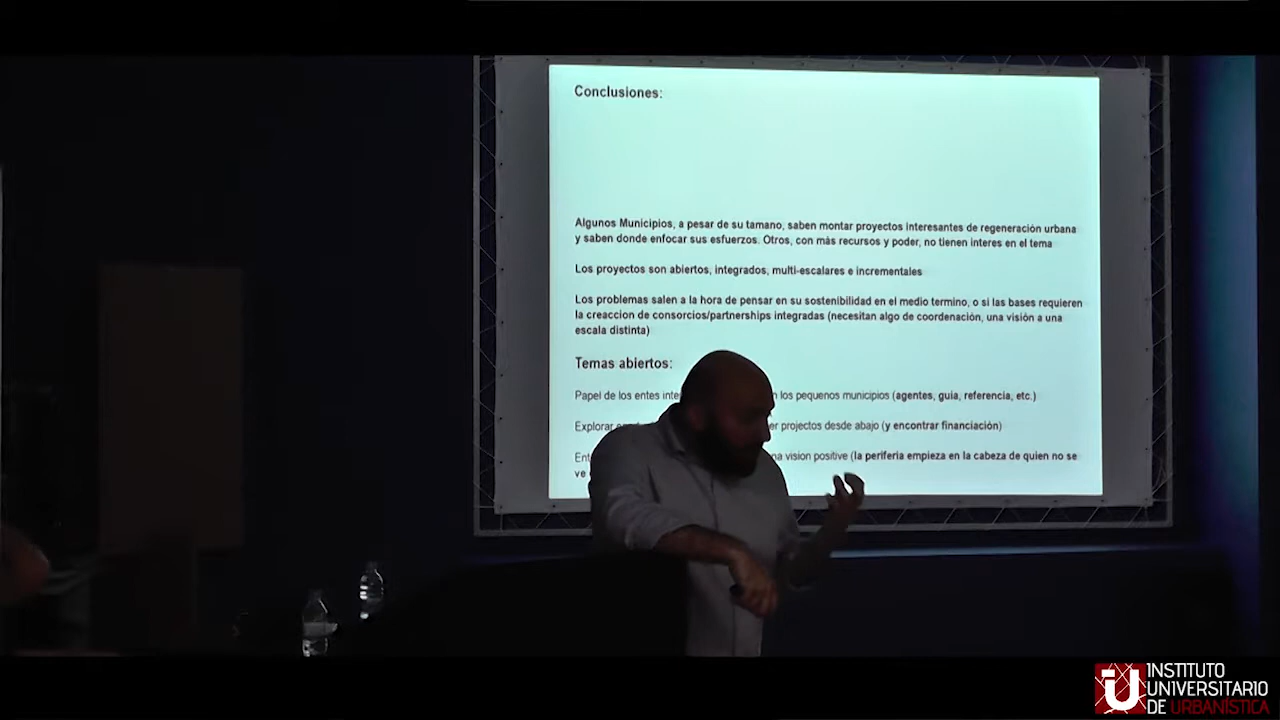 Conclusiones:
Algunos Municipios, a pesar de su tamano, saben montar proyectos interesantes de regeneración urbana
y saben donde enfocar sus esfuerzos. Otros, con más recursos y poder, no tienen interes en el tema
Los proyectos son abiertos, integrados, multi-escalares e incrementales
Los problemas salen a la hora de pensar en su sostenibilidad en el medio termino, o si las bases requieren
la creaccion de consorcios/partnerships integradas (necesitan algo de coordenación, una visión a una
escala distinta)
Temas abiertos:
Papel de los entes los pequenos municipios (agentes, guia, referencia, etc.)
Explorar projectos desde abajo (y encontrar financiación)
vision positive (la periferia empieza en la cabeza de quien no se
ve
INSTITUTO
UNIVERSITARIO
DE URBANÍSTICA